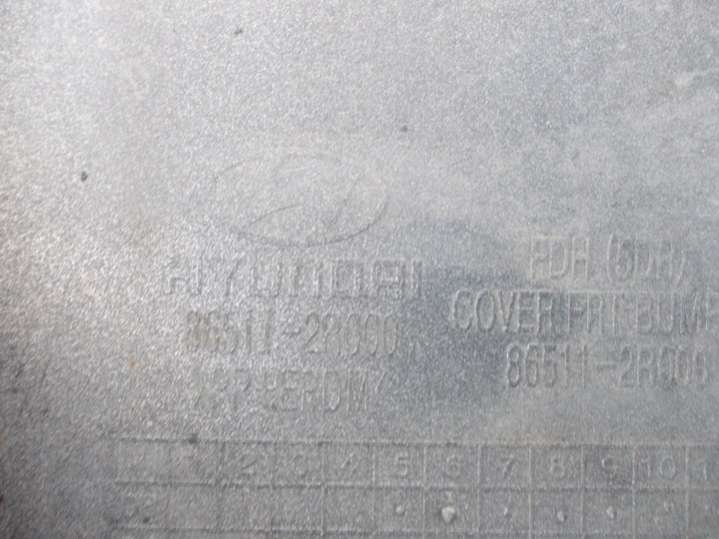 HYUNDAI
86511-2R000
FDH (5DR)
COVER FRT BUMP
86511-2R000
2 3 4 5 6 7 8 9 10